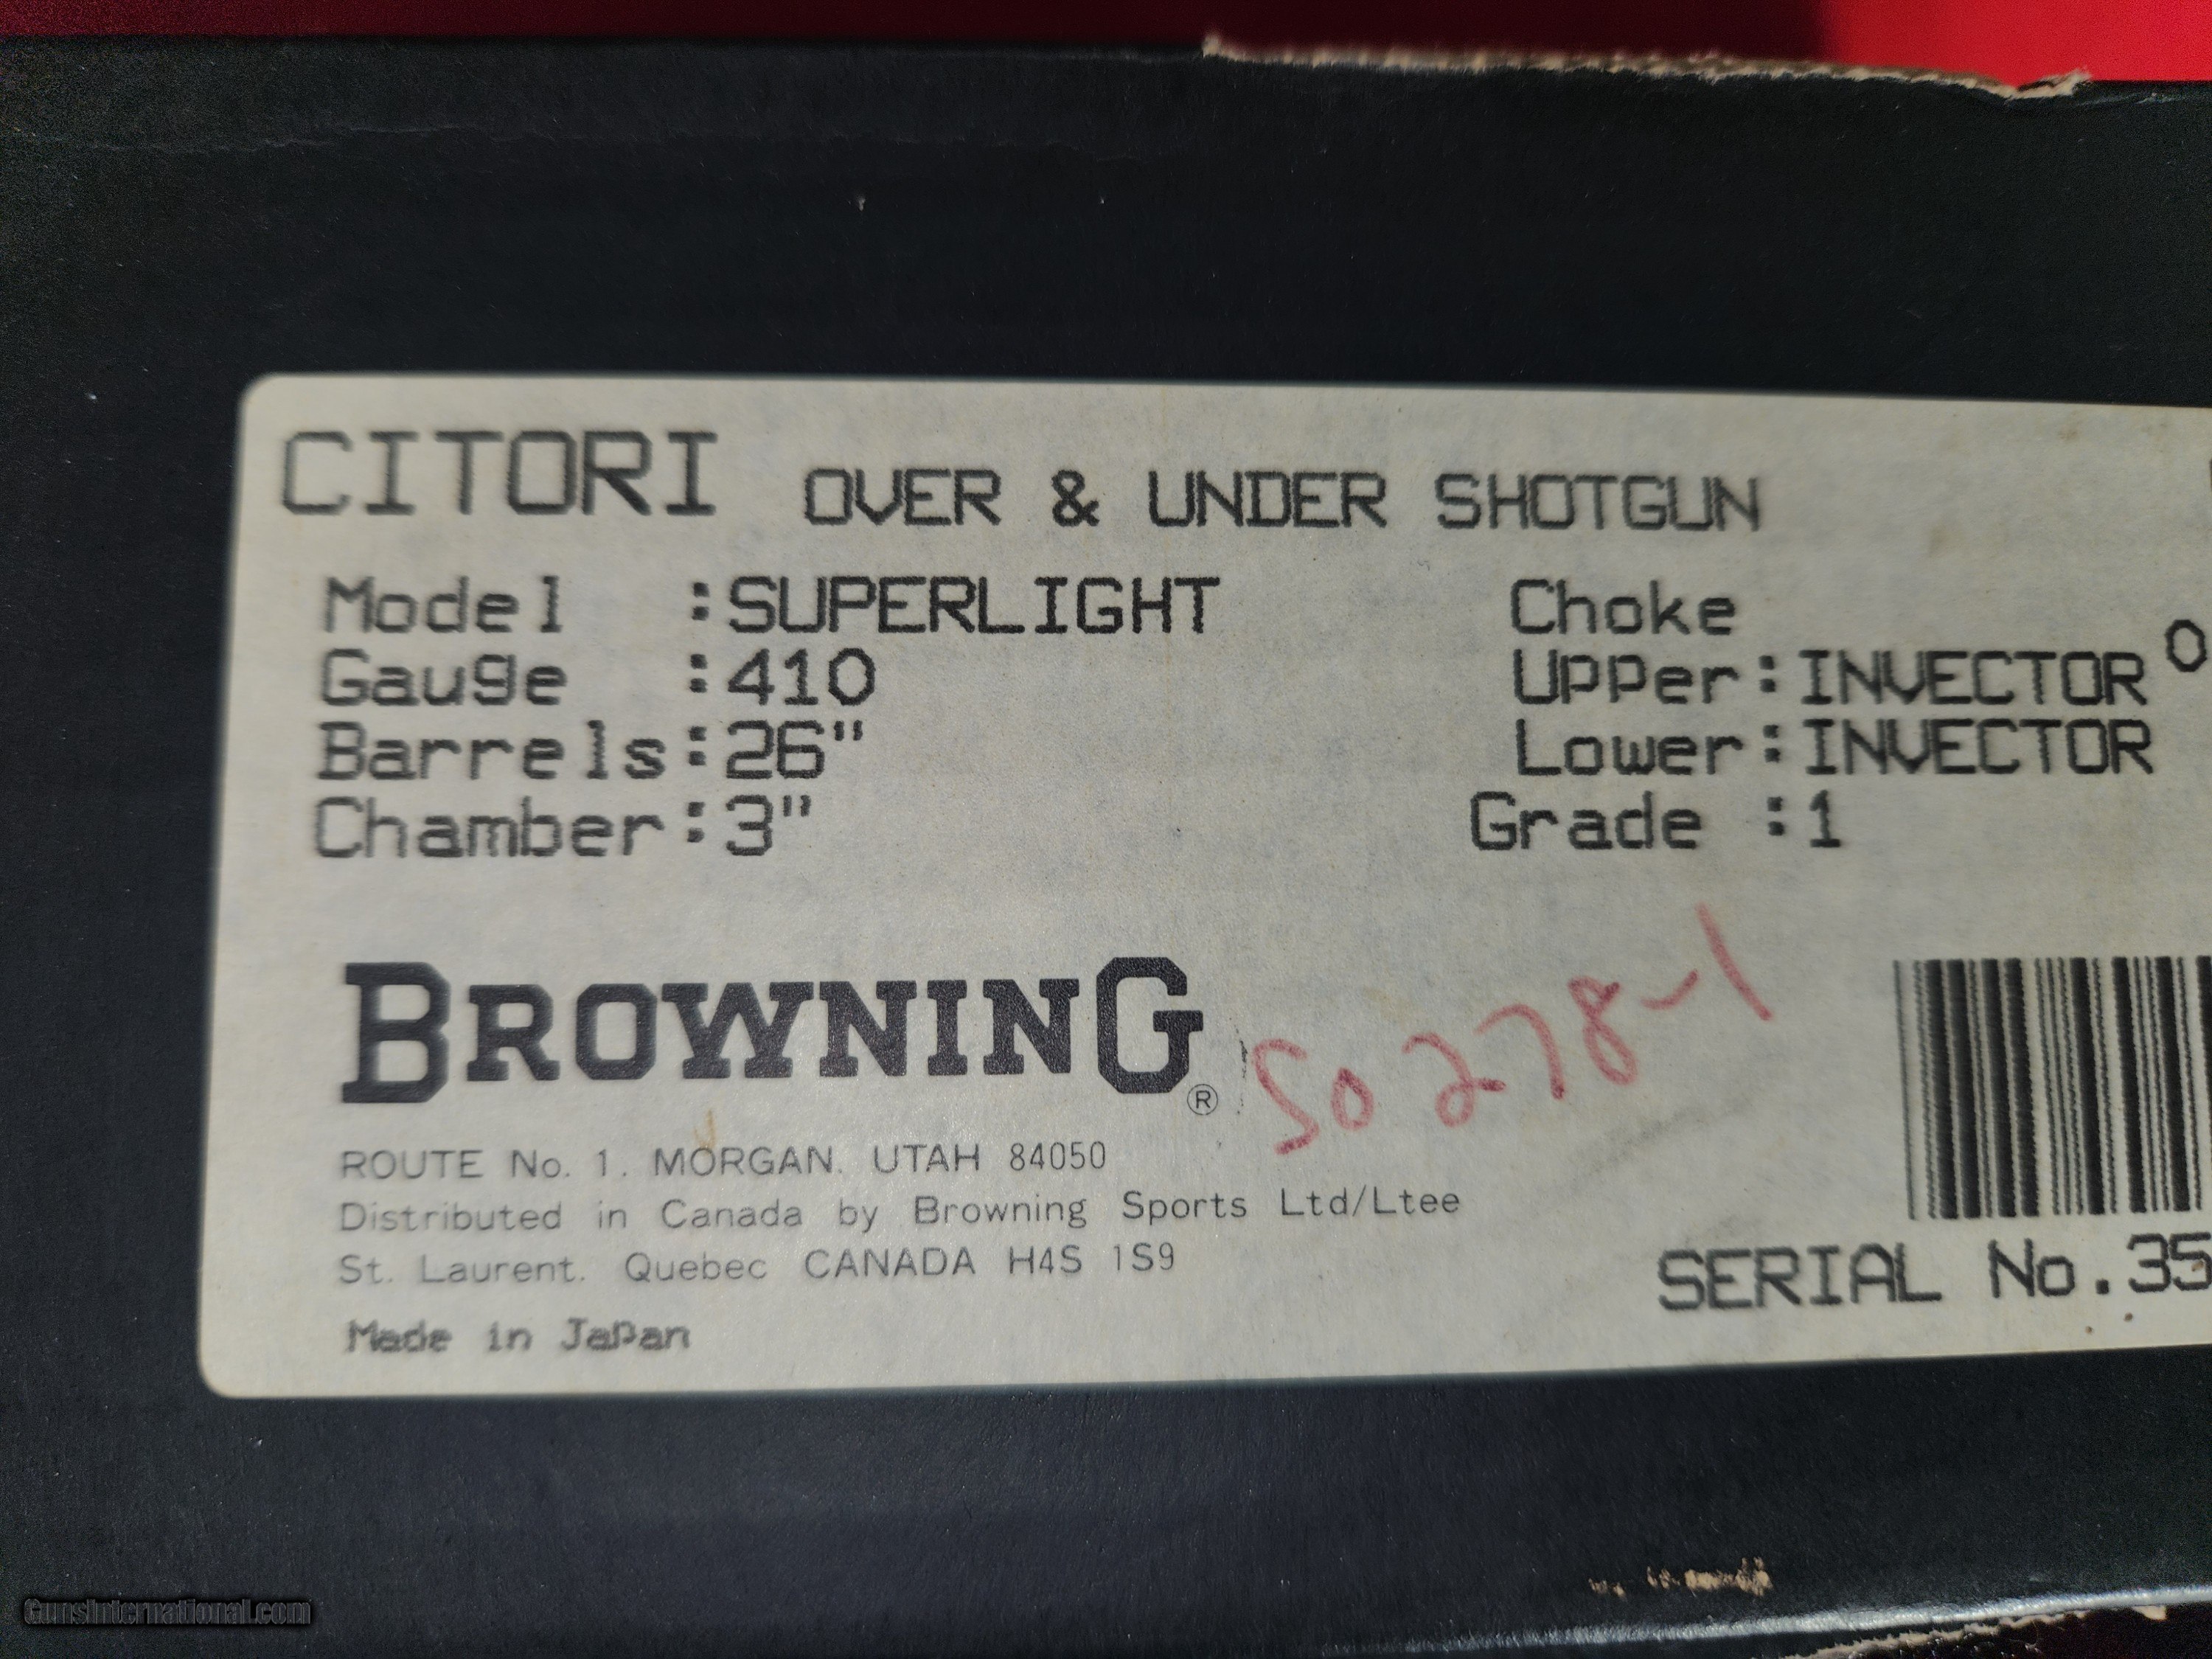 CITORI OVER & UNDER SHOTGUN
Model :SUPERLIGHT
Gauge :410
Barrels:26"
Chamber:3"
Choke
Upper:INVECTOR O
Lower:INVECTOR
Grade :1
BROWNING®
50278-1
ROUTE No. 1. MORGAN. UTAH 84050
Distributed in Canada by Browning Sports Ltd/Ltee
St. Laurent. Quebec CANADA H4S 1S9
Made in Japan
SERIAL No.35
GunsInternational.com